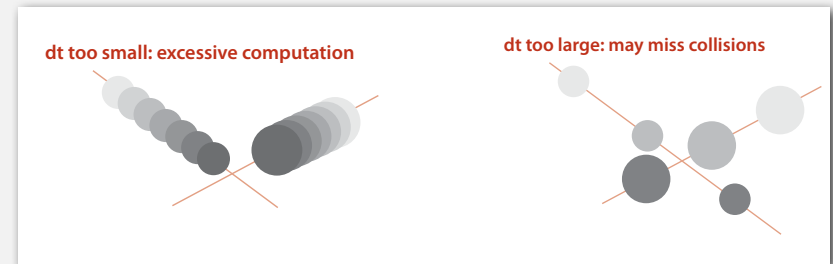 dt too small: excessive computation
dt too large: may miss collisions